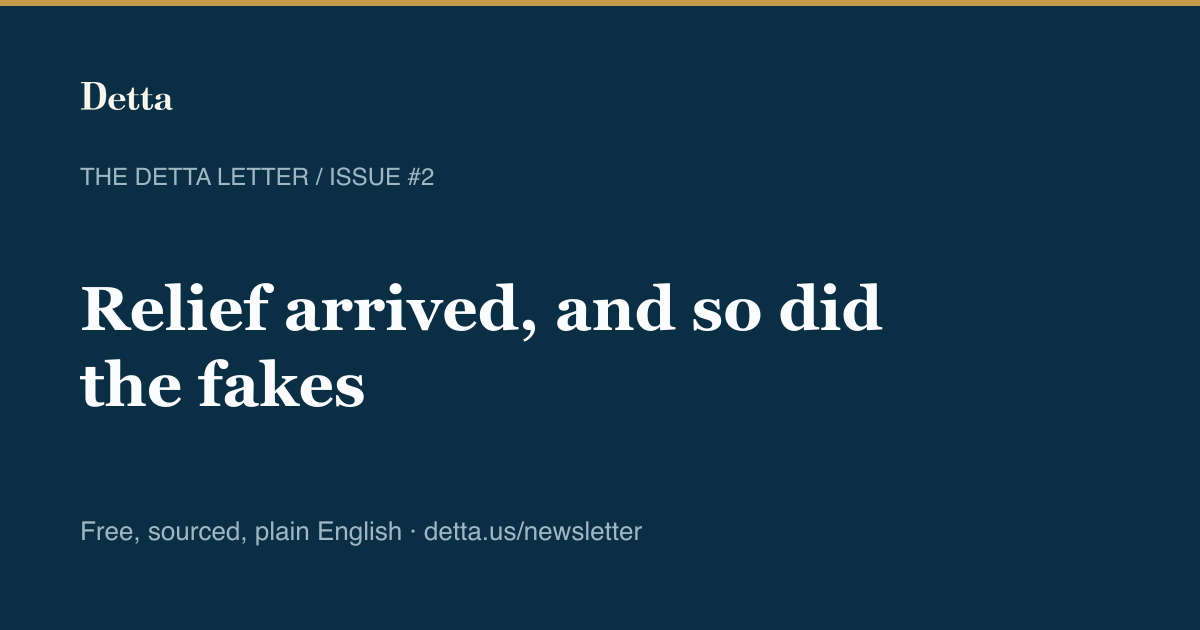 Detta
THE DETTA LETTER / ISSUE #2
Relief arrived, and so did
the fakes
Free, sourced, plain English · detta.us/newsletter